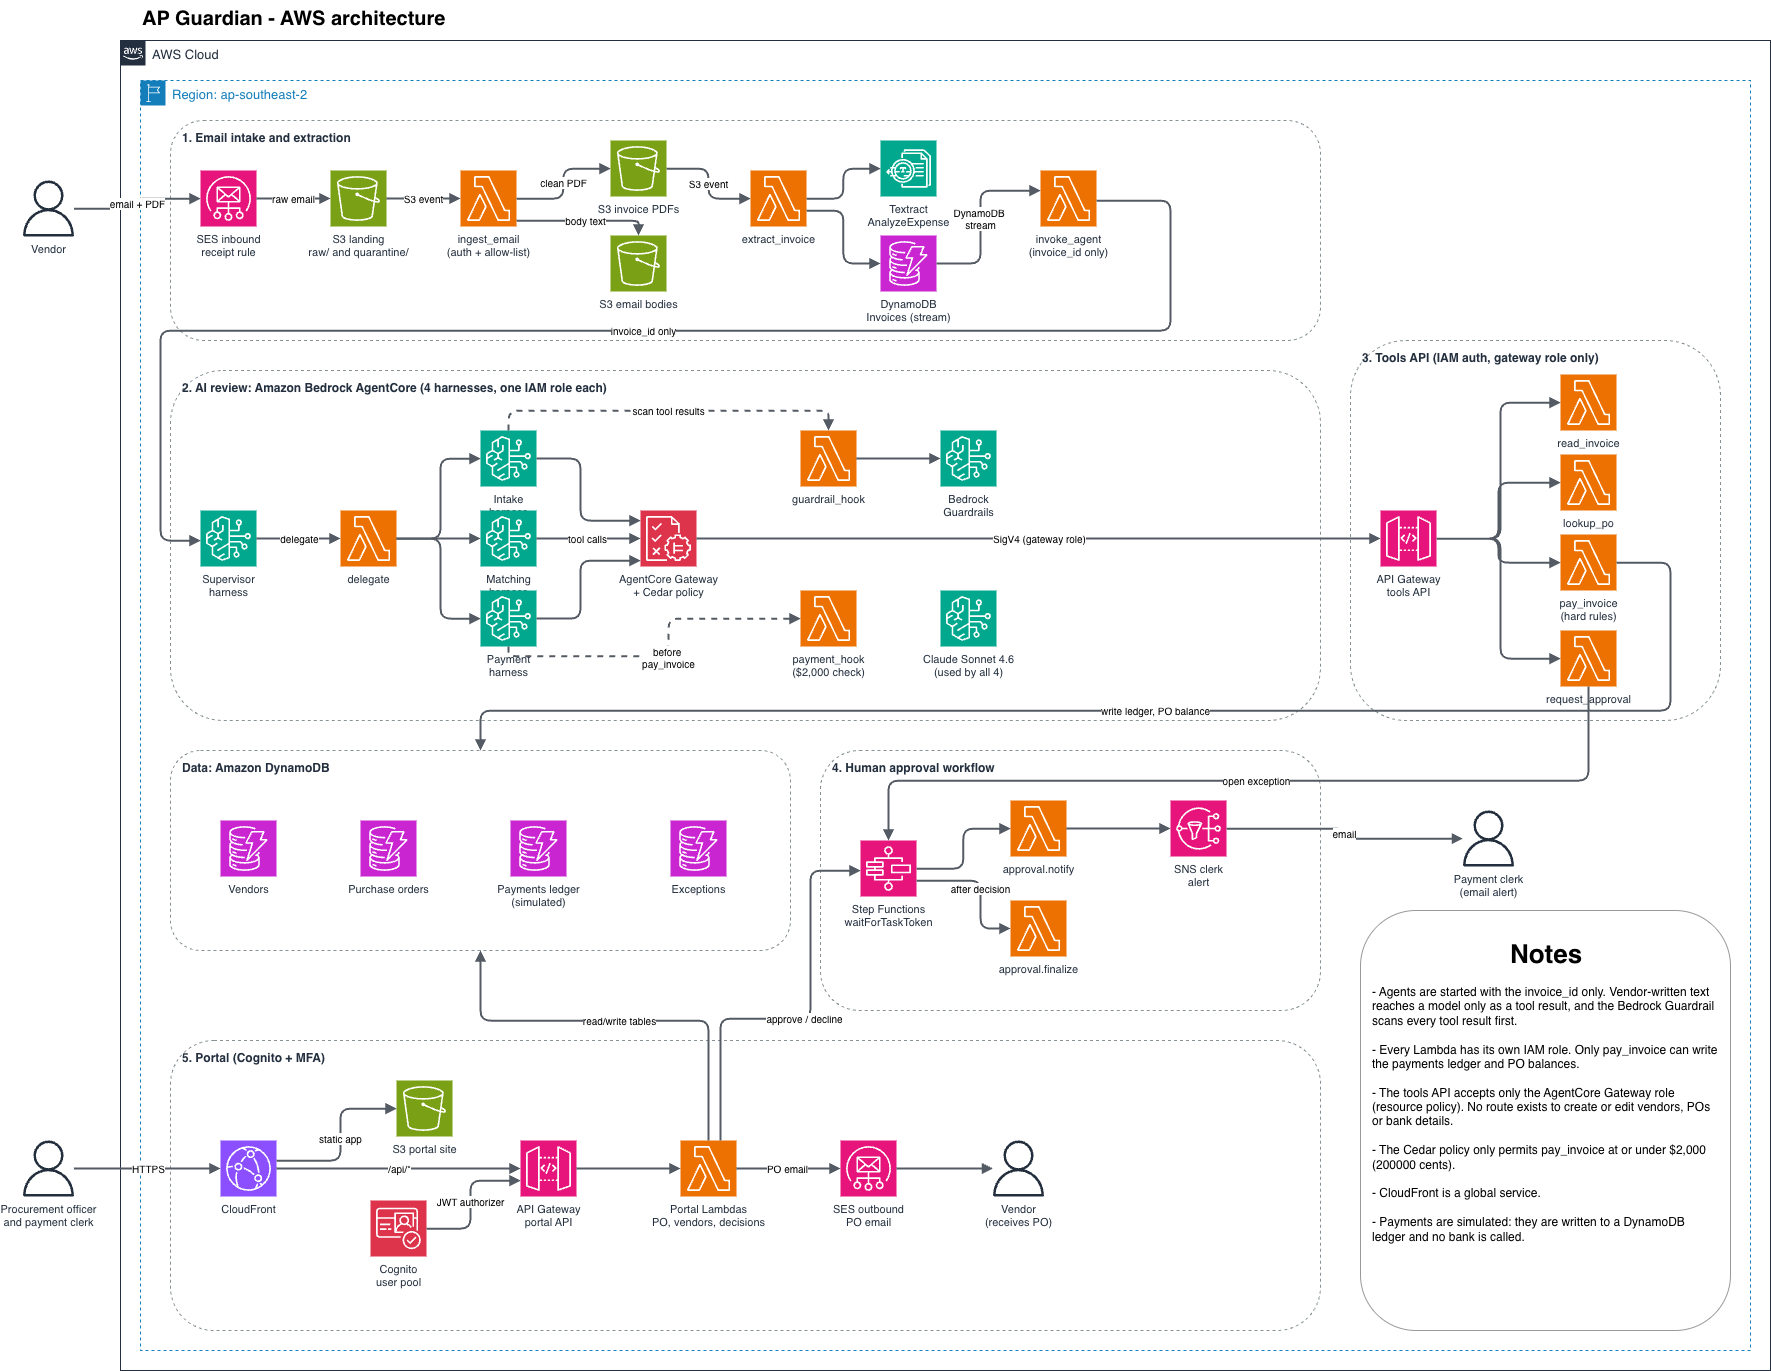 AP Guardian - AWS architecture
aws
AWS Cloud
Region: ap-southeast-2
1. Email intake and extraction
Vendor
email + PDF
SES inbound
receipt rule
raw email
S3 landing
raw/ and quarantine/
S3 event
ingest_email
(auth + allow-list)
clean PDF
body text
S3 invoice PDFs
S3 email bodies
S3 event
extract_invoice
Textract
AnalyzeExpense
DynamoDB
Invoices (stream)
DynamoDB
stream
invoke_agent
(invoice_id only)
invoice_id only
2. AI review: Amazon Bedrock AgentCore (4 harnesses, one IAM role each)
scan tool results
Supervisor
harness
delegate
delegate
Intake
harness
Matching
harness
Payment
harness
tool calls
AgentCore Gateway
+ Cedar policy
guardrail_hook
Bedrock
Guardrails
before
pay_invoice
payment_hook
($2,000 check)
Claude Sonnet 4.6
(used by all 4)
SigV4 (gateway role)
3. Tools API (IAM auth, gateway role only)
API Gateway
tools API
read_invoice
lookup_po
pay_invoice
(hard rules)
request_approval
write ledger, PO balance
Data: Amazon DynamoDB
Vendors
Purchase orders
Payments ledger
(simulated)
Exceptions
4. Human approval workflow
open exception
Step Functions
waitForTaskToken
approval.notify
after decision
approval.finalize
SNS clerk
alert
email
Payment clerk
(email alert)
read/write tables
approve / decline
5. Portal (Cognito + MFA)
Procurement officer
and payment clerk
HTTPS
CloudFront
static app
S3 portal site
/api/*
JWT authorizer
Cognito
user pool
API Gateway
portal API
Portal Lambdas
PO, vendors, decisions
PO email
SES outbound
PO email
Vendor
(receives PO)
Notes
- Agents are started with the invoice_id only. Vendor-written text
reaches a model only as a tool result, and the Bedrock Guardrail
scans every tool result first.
- Every Lambda has its own IAM role. Only pay_invoice can write
the payments ledger and PO balances.
- The tools API accepts only the AgentCore Gateway role
(resource policy). No route exists to create or edit vendors, POs
or bank details.
- The Cedar policy only permits pay_invoice at or under $2,000
(200000 cents).
- CloudFront is a global service.
- Payments are simulated: they are written to a DynamoDB
ledger and no bank is called.